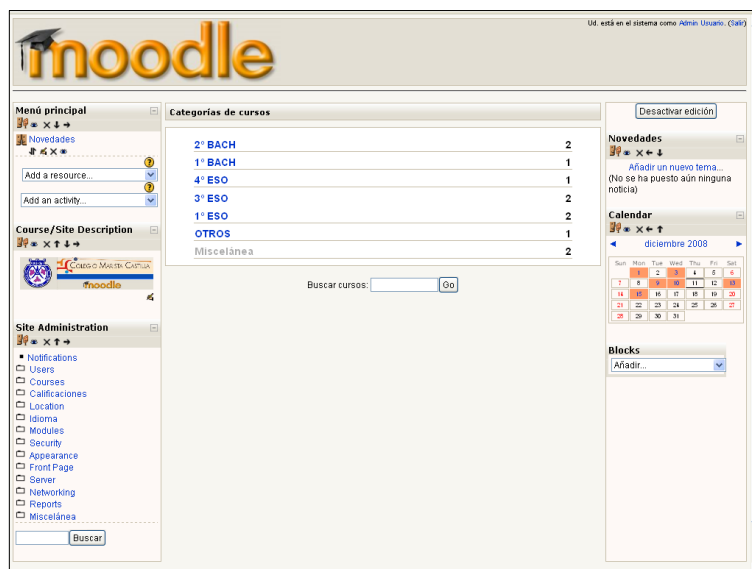 Ud. está en el sistema como Admin Usuario. (Salir)
moodle
Menú principal
Novedades
Add a resource...
Add an activity...
Course/Site Description
COLEGIO MARISTA CASTILLA
moodle
Site Administration
Notifications
Users
Courses
Calificaciones
Location
Idioma
Modules
Security
Appearance
Front Page
Server
Networking
Reports
Miscelánea
Buscar
Categorías de cursos
2º BACH 2
1º BACH 1
4º ESO 1
3º ESO 2
1º ESO 2
OTROS 1
Miscelánea 2
Buscar cursos: Go
Desactivar edición
Novedades
Añadir un nuevo tema...
(No se ha puesto aún ninguna
noticia)
Calendar
diciembre 2008
Sun Mon Tue Wed Thu Fri Sat
1 2 3 4 5 6
7 8 9 10 11 12 13
14 15 16 17 18 19 20
21 22 23 24 25 26 27
28 29 30 31
Blocks
Añadir...